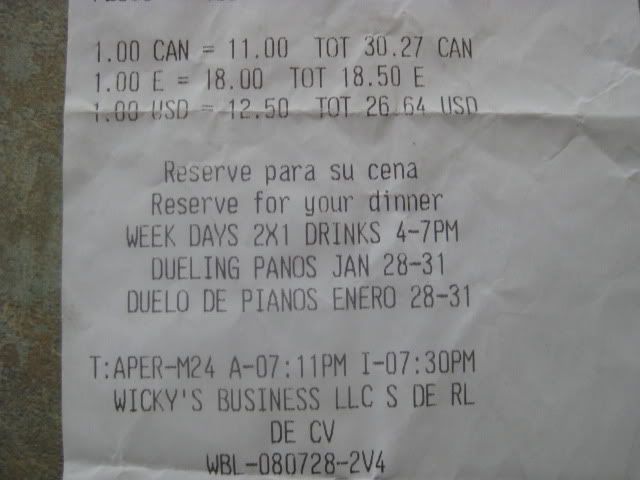 1.00 CAN = 11.00 TOT 30.27 CAN
1.00 E = 18.00 TOT 18.50 E
1.00 USD = 12.50 TOT 26.64 USD
Reserve para su cena
Reserve for your dinner
WEEK DAYS 2X1 DRINKS 4-7PM
DUELING PANOS JAN 28-31
DUELO DE PIANOS ENERO 28-31
T:APER-M24 A-07:11PM I-07:30PM
WICKY'S BUSINESS LLC S DE RL
DE CV
WBL-080728-2V4